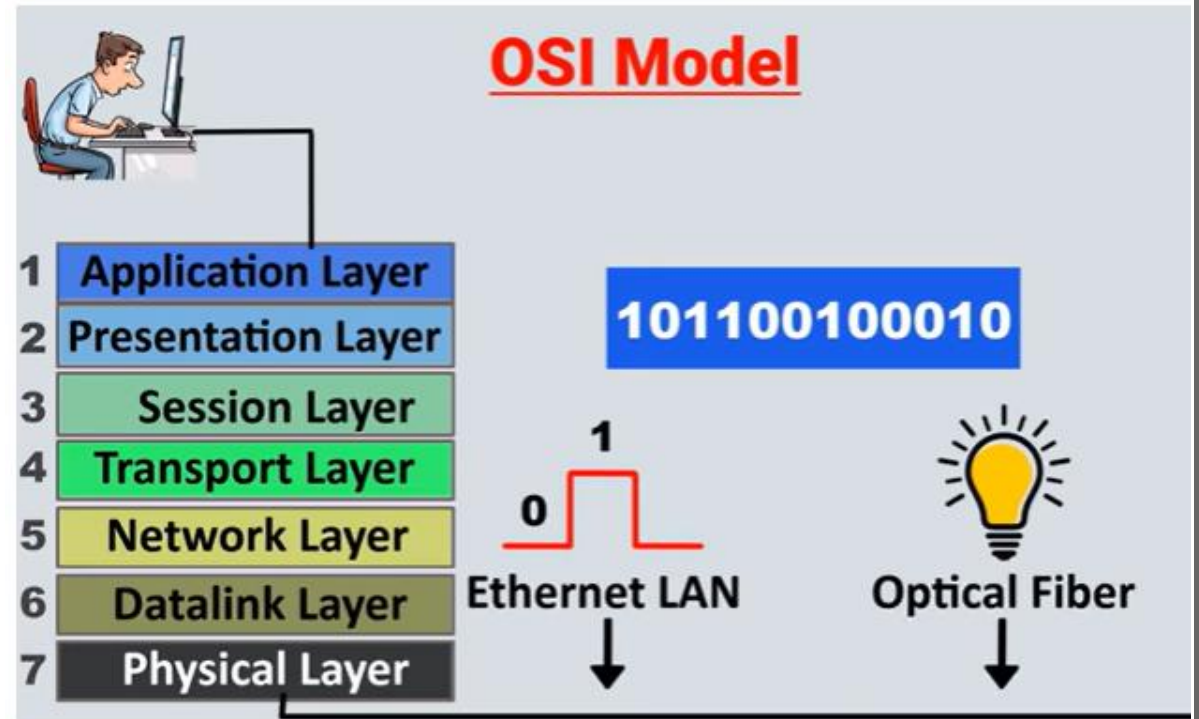 OSI Model
1 Application Layer
2 Presentation Layer
3 Session Layer
4 Transport Layer
5 Network Layer
6 Datalink Layer
7 Physical Layer
101100100010
1
0
Ethernet LAN
Optical Fiber